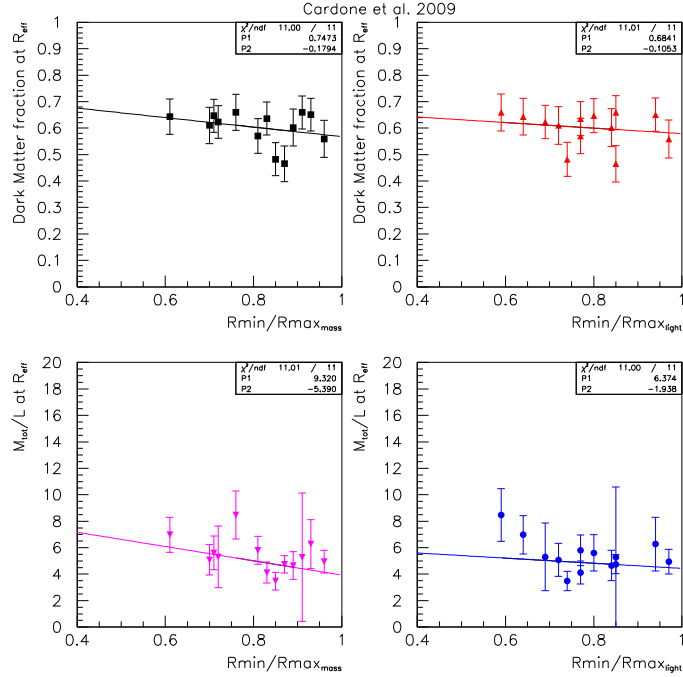 Cardone et al. 2009
Dark Matter fraction at Reff
χ²/ndf 11.00 / 11
P1 0.7473
P2 -0.1794
1
0.9
0.8
0.7
0.6
0.5
0.4
0.3
0.2
0.1
0
0.4 0.6 0.8 1
Rmin/Rmaxmass
Dark Matter fraction at Reff
χ²/ndf 11.01 / 11
P1 0.6841
P2 -0.1053
1
0.9
0.8
0.7
0.6
0.5
0.4
0.3
0.2
0.1
0
0.4 0.6 0.8 1
Rmin/Rmaxlight
Mtot/L at Reff
χ²/ndf 11.01 / 11
P1 9.320
P2 -5.390
20
18
16
14
12
10
8
6
4
2
0
0.4 0.6 0.8 1
Rmin/Rmaxmass
Mtot/L at Reff
χ²/ndf 11.00 / 11
P1 6.374
P2 -1.938
20
18
16
14
12
10
8
6
4
2
0
0.4 0.6 0.8 1
Rmin/Rmaxlight